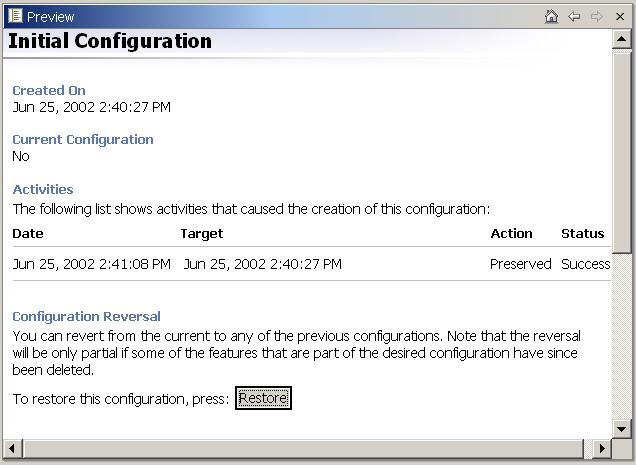 Preview
Initial Configuration
Created On
Jun 25, 2002 2:40:27 PM
Current Configuration
No
Activities
The following list shows activities that caused the creation of this configuration:
Date Target Action Status
Jun 25, 2002 2:41:08 PM Jun 25, 2002 2:40:27 PM Preserved Success
Configuration Reversal
You can revert from the current to any of the previous configurations. Note that the reversal
will be only partial if some of the features that are part of the desired configuration have since
been deleted.
To restore this configuration, press: Restore